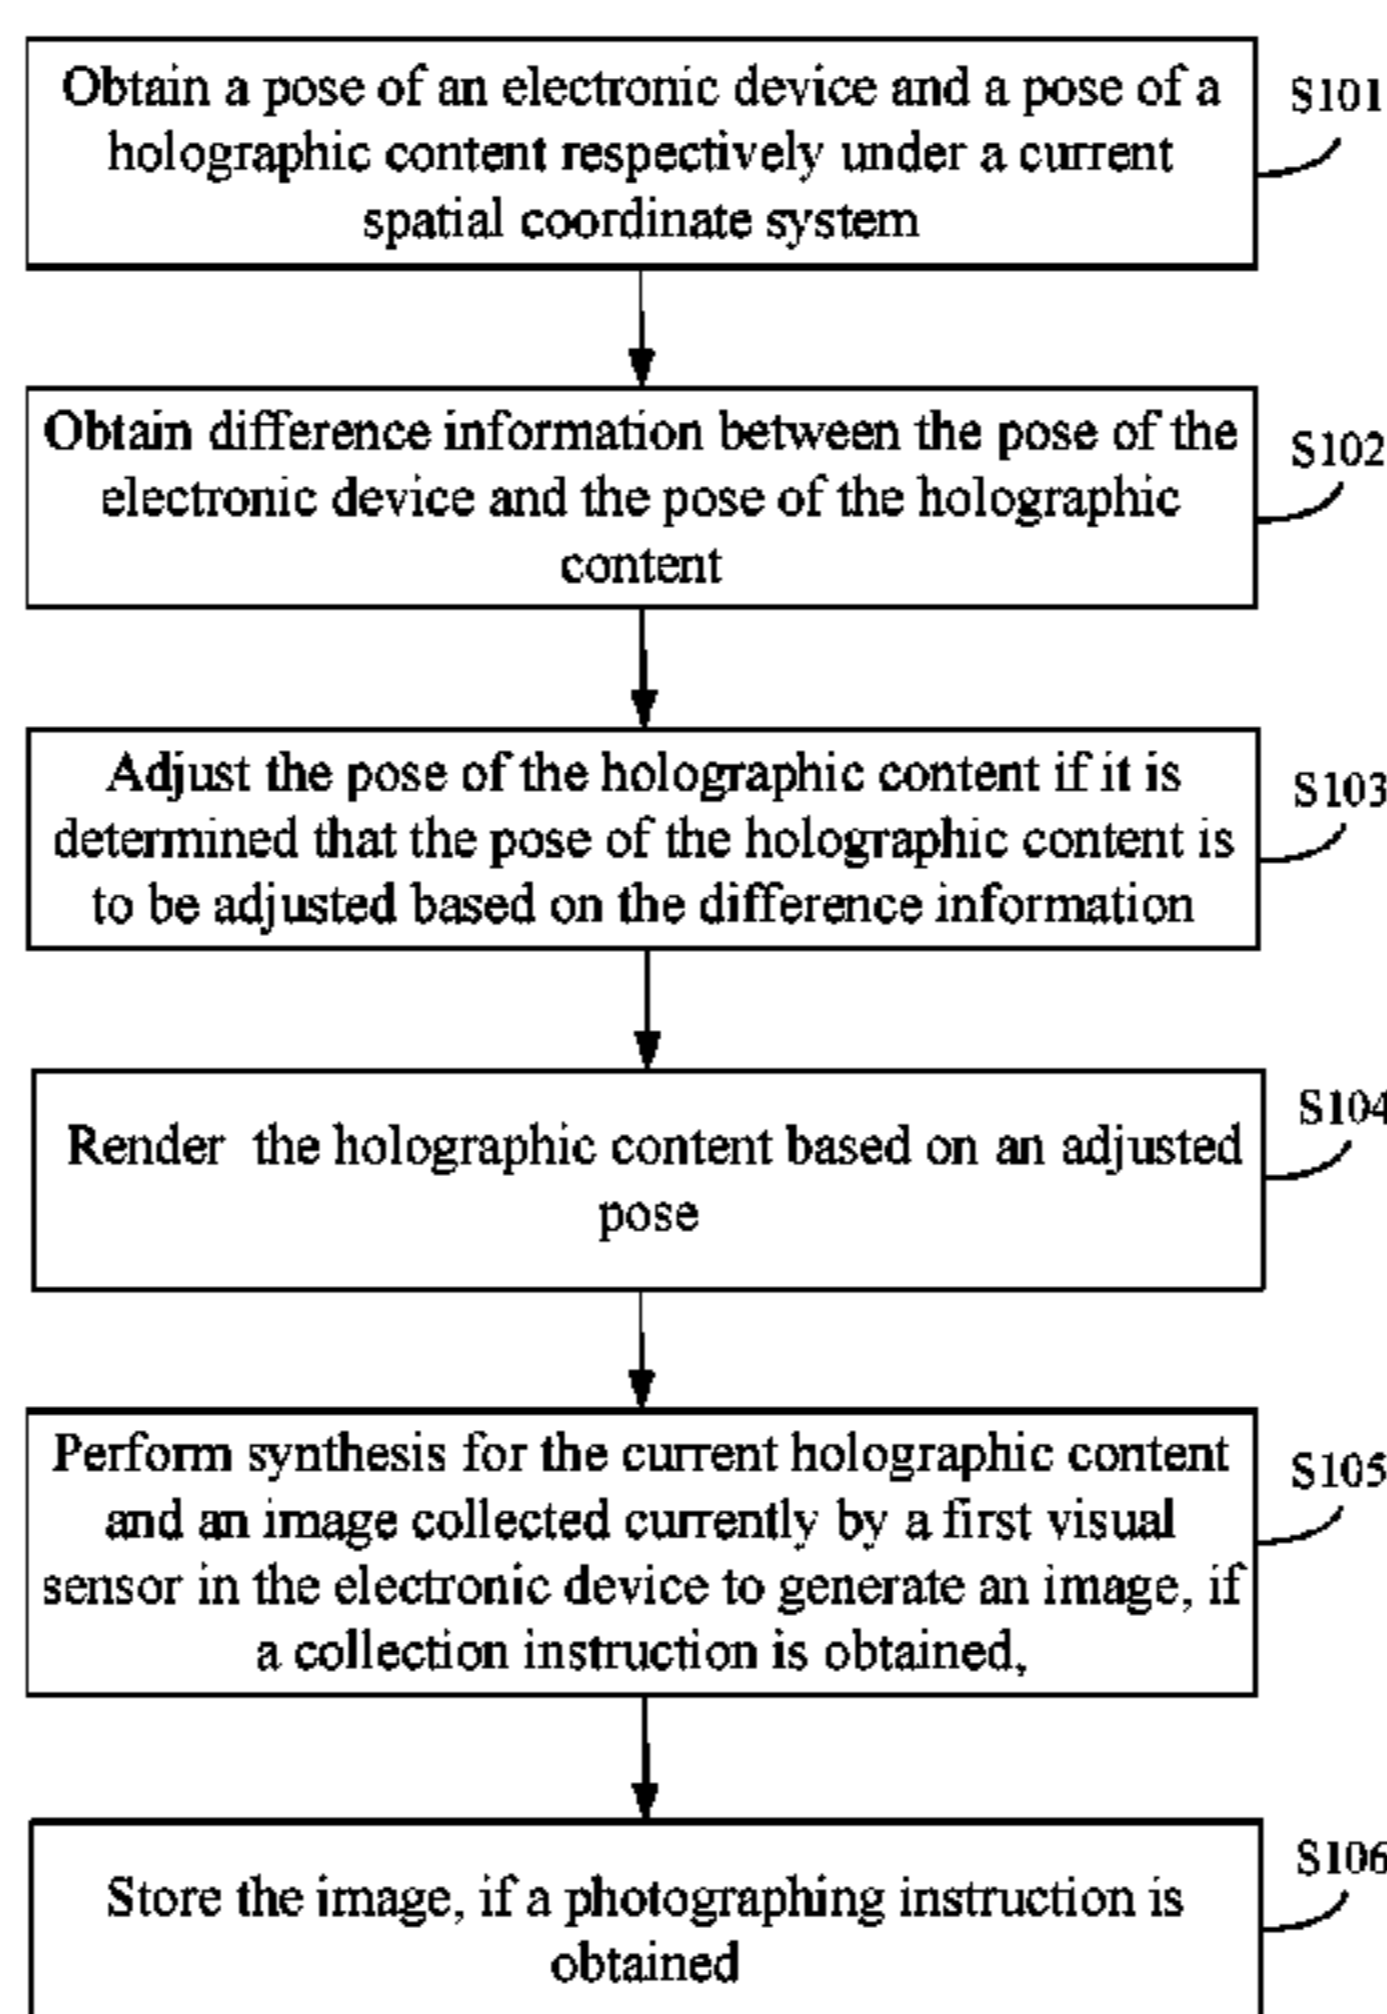 Obtain a pose of an electronic device and a pose of a
holographic content respectively under a current
spatial coordinate system
S101
Obtain difference information between the pose of the
electronic device and the pose of the holographic
content
S102
Adjust the pose of the holographic content if it is
determined that the pose of the holographic content is
to be adjusted based on the difference information
S103
Render the holographic content based on an adjusted
pose
S104
Perform synthesis for the current holographic content
and an image collected currently by a first visual
sensor in the electronic device to generate an image, if
a collection instruction is obtained,
S105
Store the image, if a photographing instruction is
obtained
S106